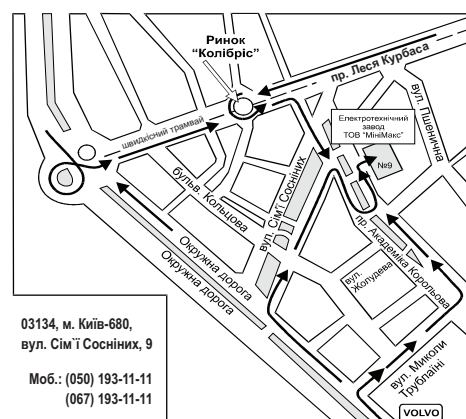 Ринок
"Колібріс"
пр. Леся Курбаса
швидкісний трамвай
вул. Пшенична
Електротехнічний
завод
ТОВ "МініМакс"
№9
бульв. Кольцова
вул. Сім`ї Сосніних
пр. Академіка Корольова
Окружна дорога
Окружна дорога
вул.
Жолудєва
вул. Миколи
Трублаїні
VOLVO
03134, м. Київ-680,
вул. Сім`ї Сосніних, 9
Моб.: (050) 193-11-11
(067) 193-11-11